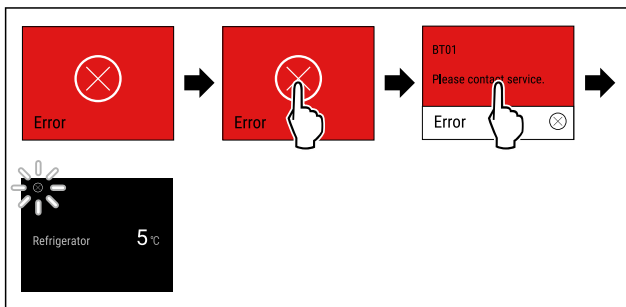 Error
Error
BT01
Please contact service.
Error
Refrigerator 5 °C